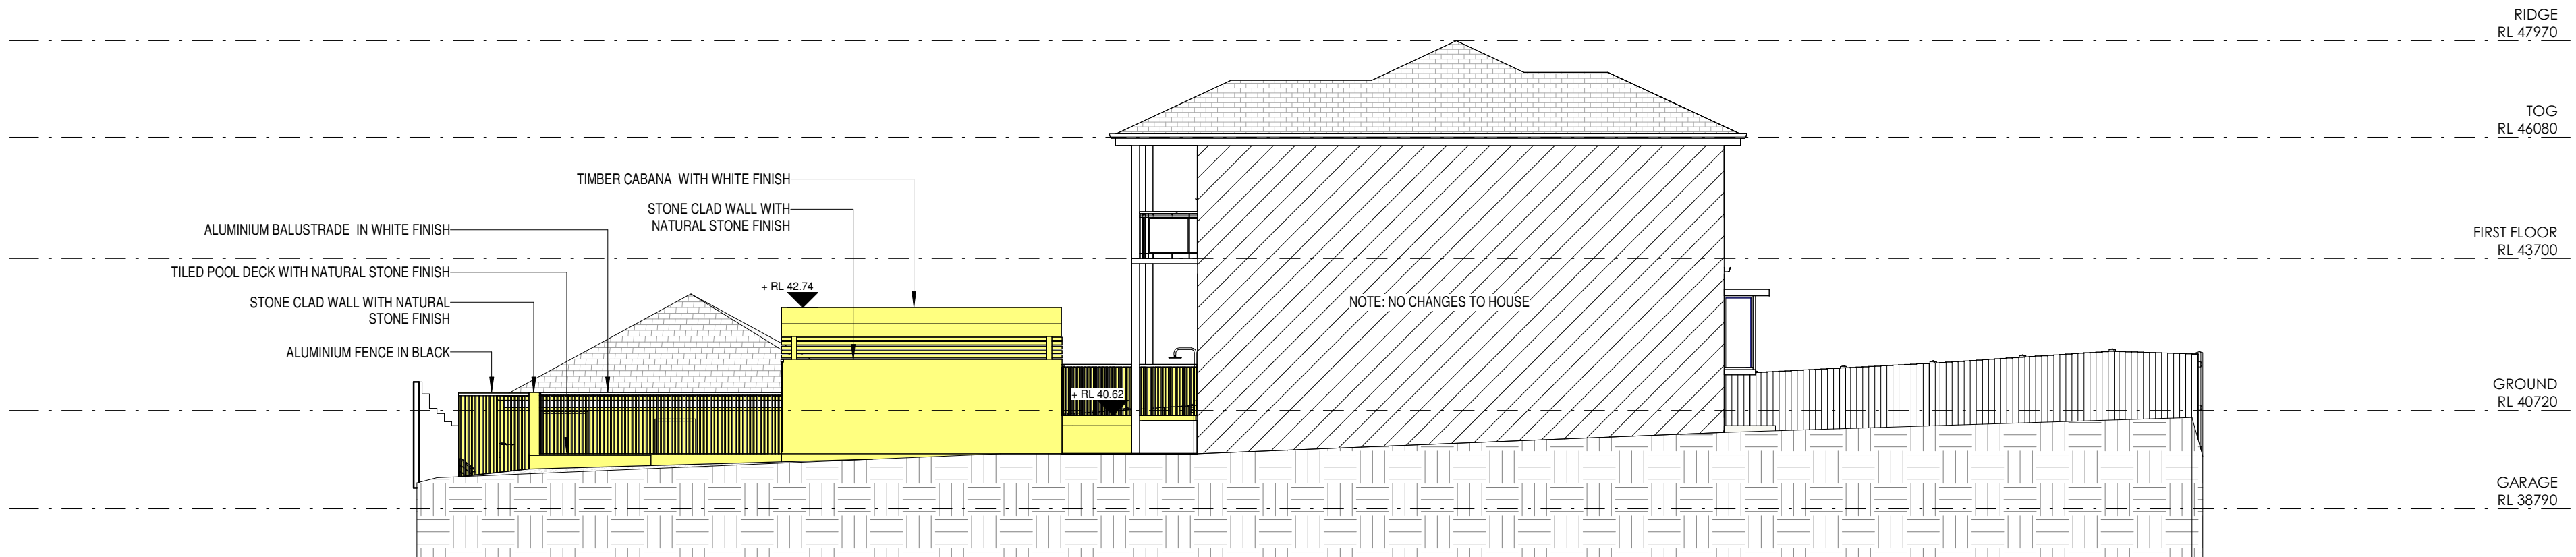 RIDGE
RL 47970
TOG
RL 46080
TIMBER CABANA WITH WHITE FINISH
STONE CLAD WALL WITH
NATURAL STONE FINISH
ALUMINIUM BALUSTRADE IN WHITE FINISH
FIRST FLOOR
RL 43700
TILED POOL DECK WITH NATURAL STONE FINISH
+ RL 42.74
STONE CLAD WALL WITH NATURAL
STONE FINISH
NOTE: NO CHANGES TO HOUSE
ALUMINIUM FENCE IN BLACK
+ RL 40.62
GROUND
RL 40720
GARAGE
RL 38790